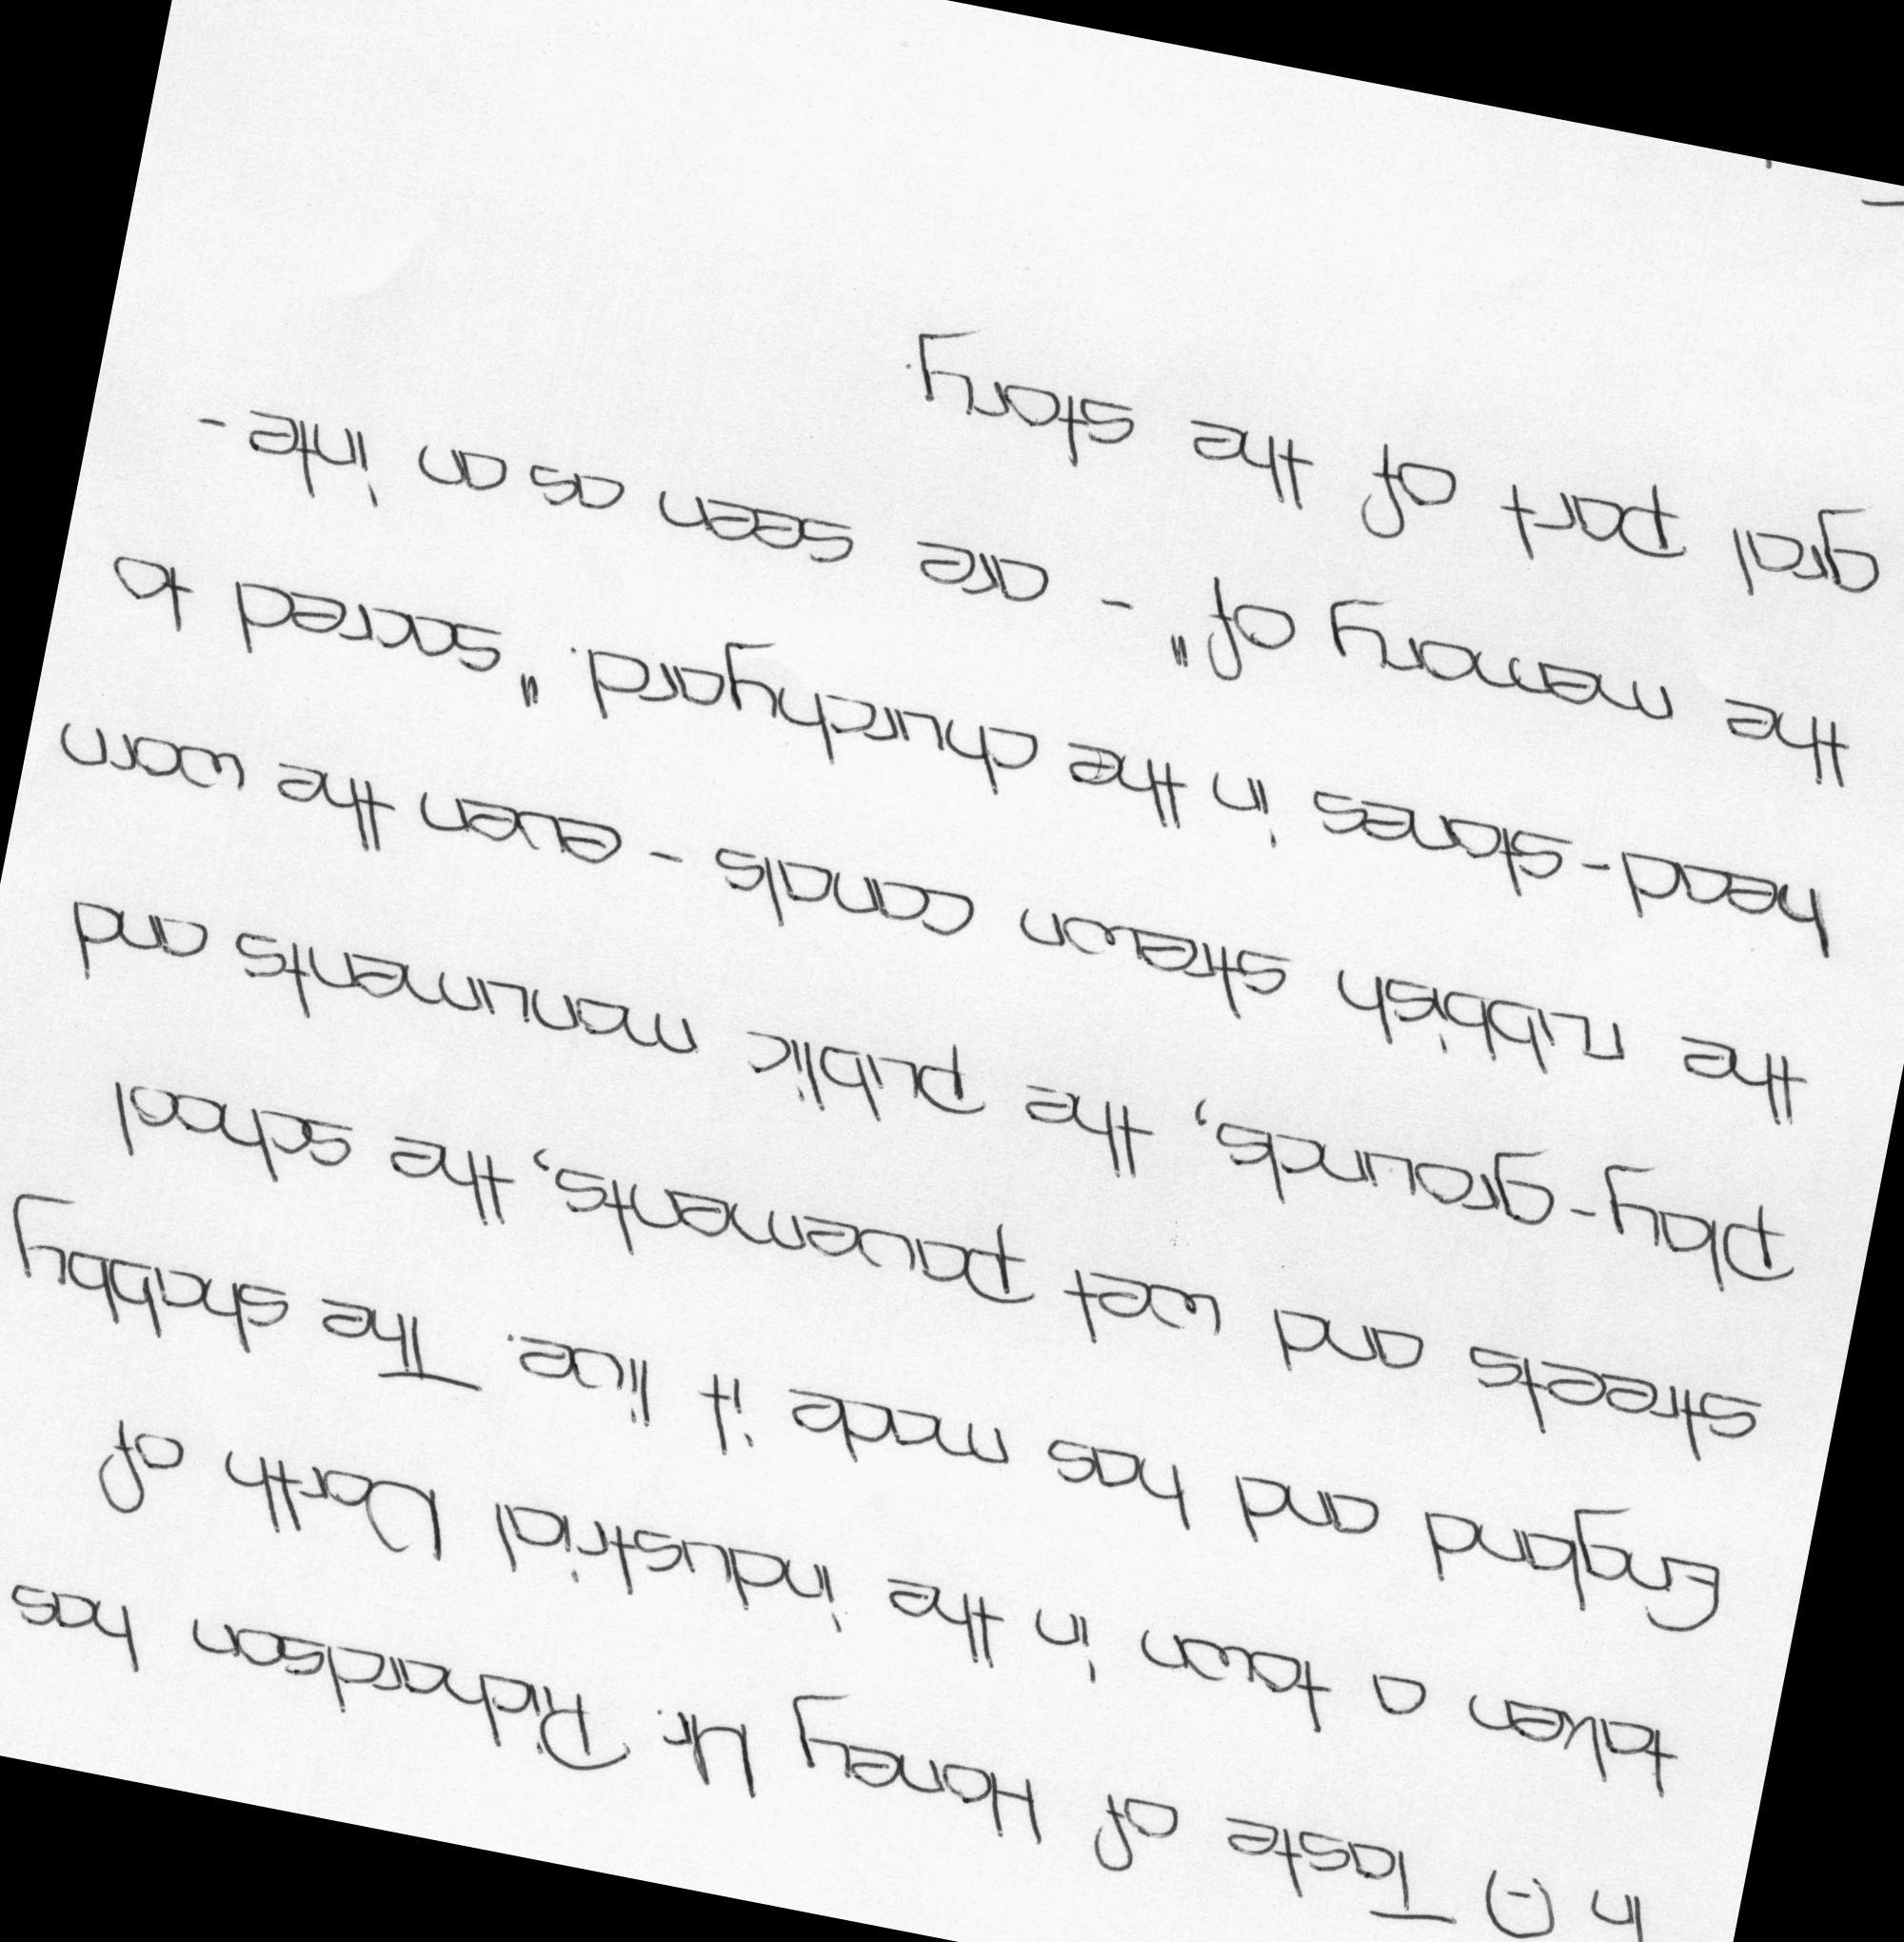 In (-) Taste of Honey Mr. Richardson has
taken a town in the industrial North of
England and has made it live. The shabby
streets and wet pavements, the school
play-grounds, the public monuments and
the rubbish strewn canals - even the worn
head-stones in the churchyard. "sacred to
the memory of" - are seen as an inte-
gral part of the story.